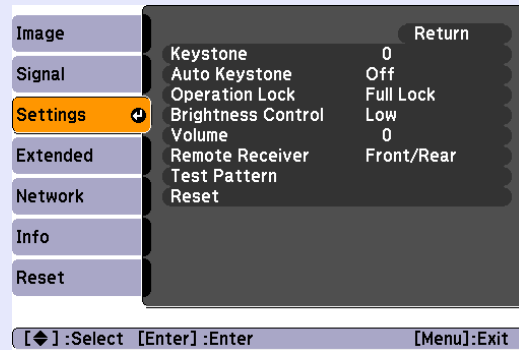 Image
Signal
Settings
Extended
Network
Info
Reset
Return
Keystone 0
Auto Keystone Off
Operation Lock Full Lock
Brightness Control Low
Volume 0
Remote Receiver Front/Rear
Test Pattern
Reset
[◆] :Select [Enter] :Enter [Menu]:Exit